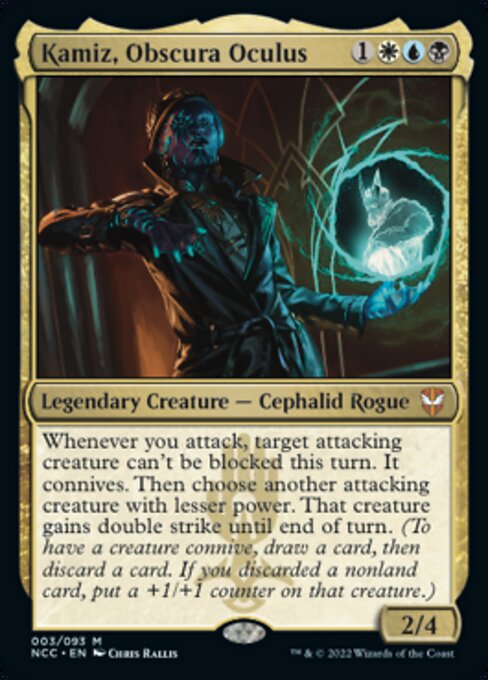 Kamiz, Obscura Oculus 1
Legendary Creature — Cephalid Rogue
Whenever you attack, target attacking
creature can't be blocked this turn. It
connives. Then choose another attacking
creature with lesser power. That creature
gains double strike until end of turn. (To
have a creature connive, draw a card, then
discard a card. If you discarded a nonland
card, put a +1/+1 counter on that creature.)
2/4
003/093 M
NCC • EN Chris Rallis
™ & © 2022 Wizards of the Coast